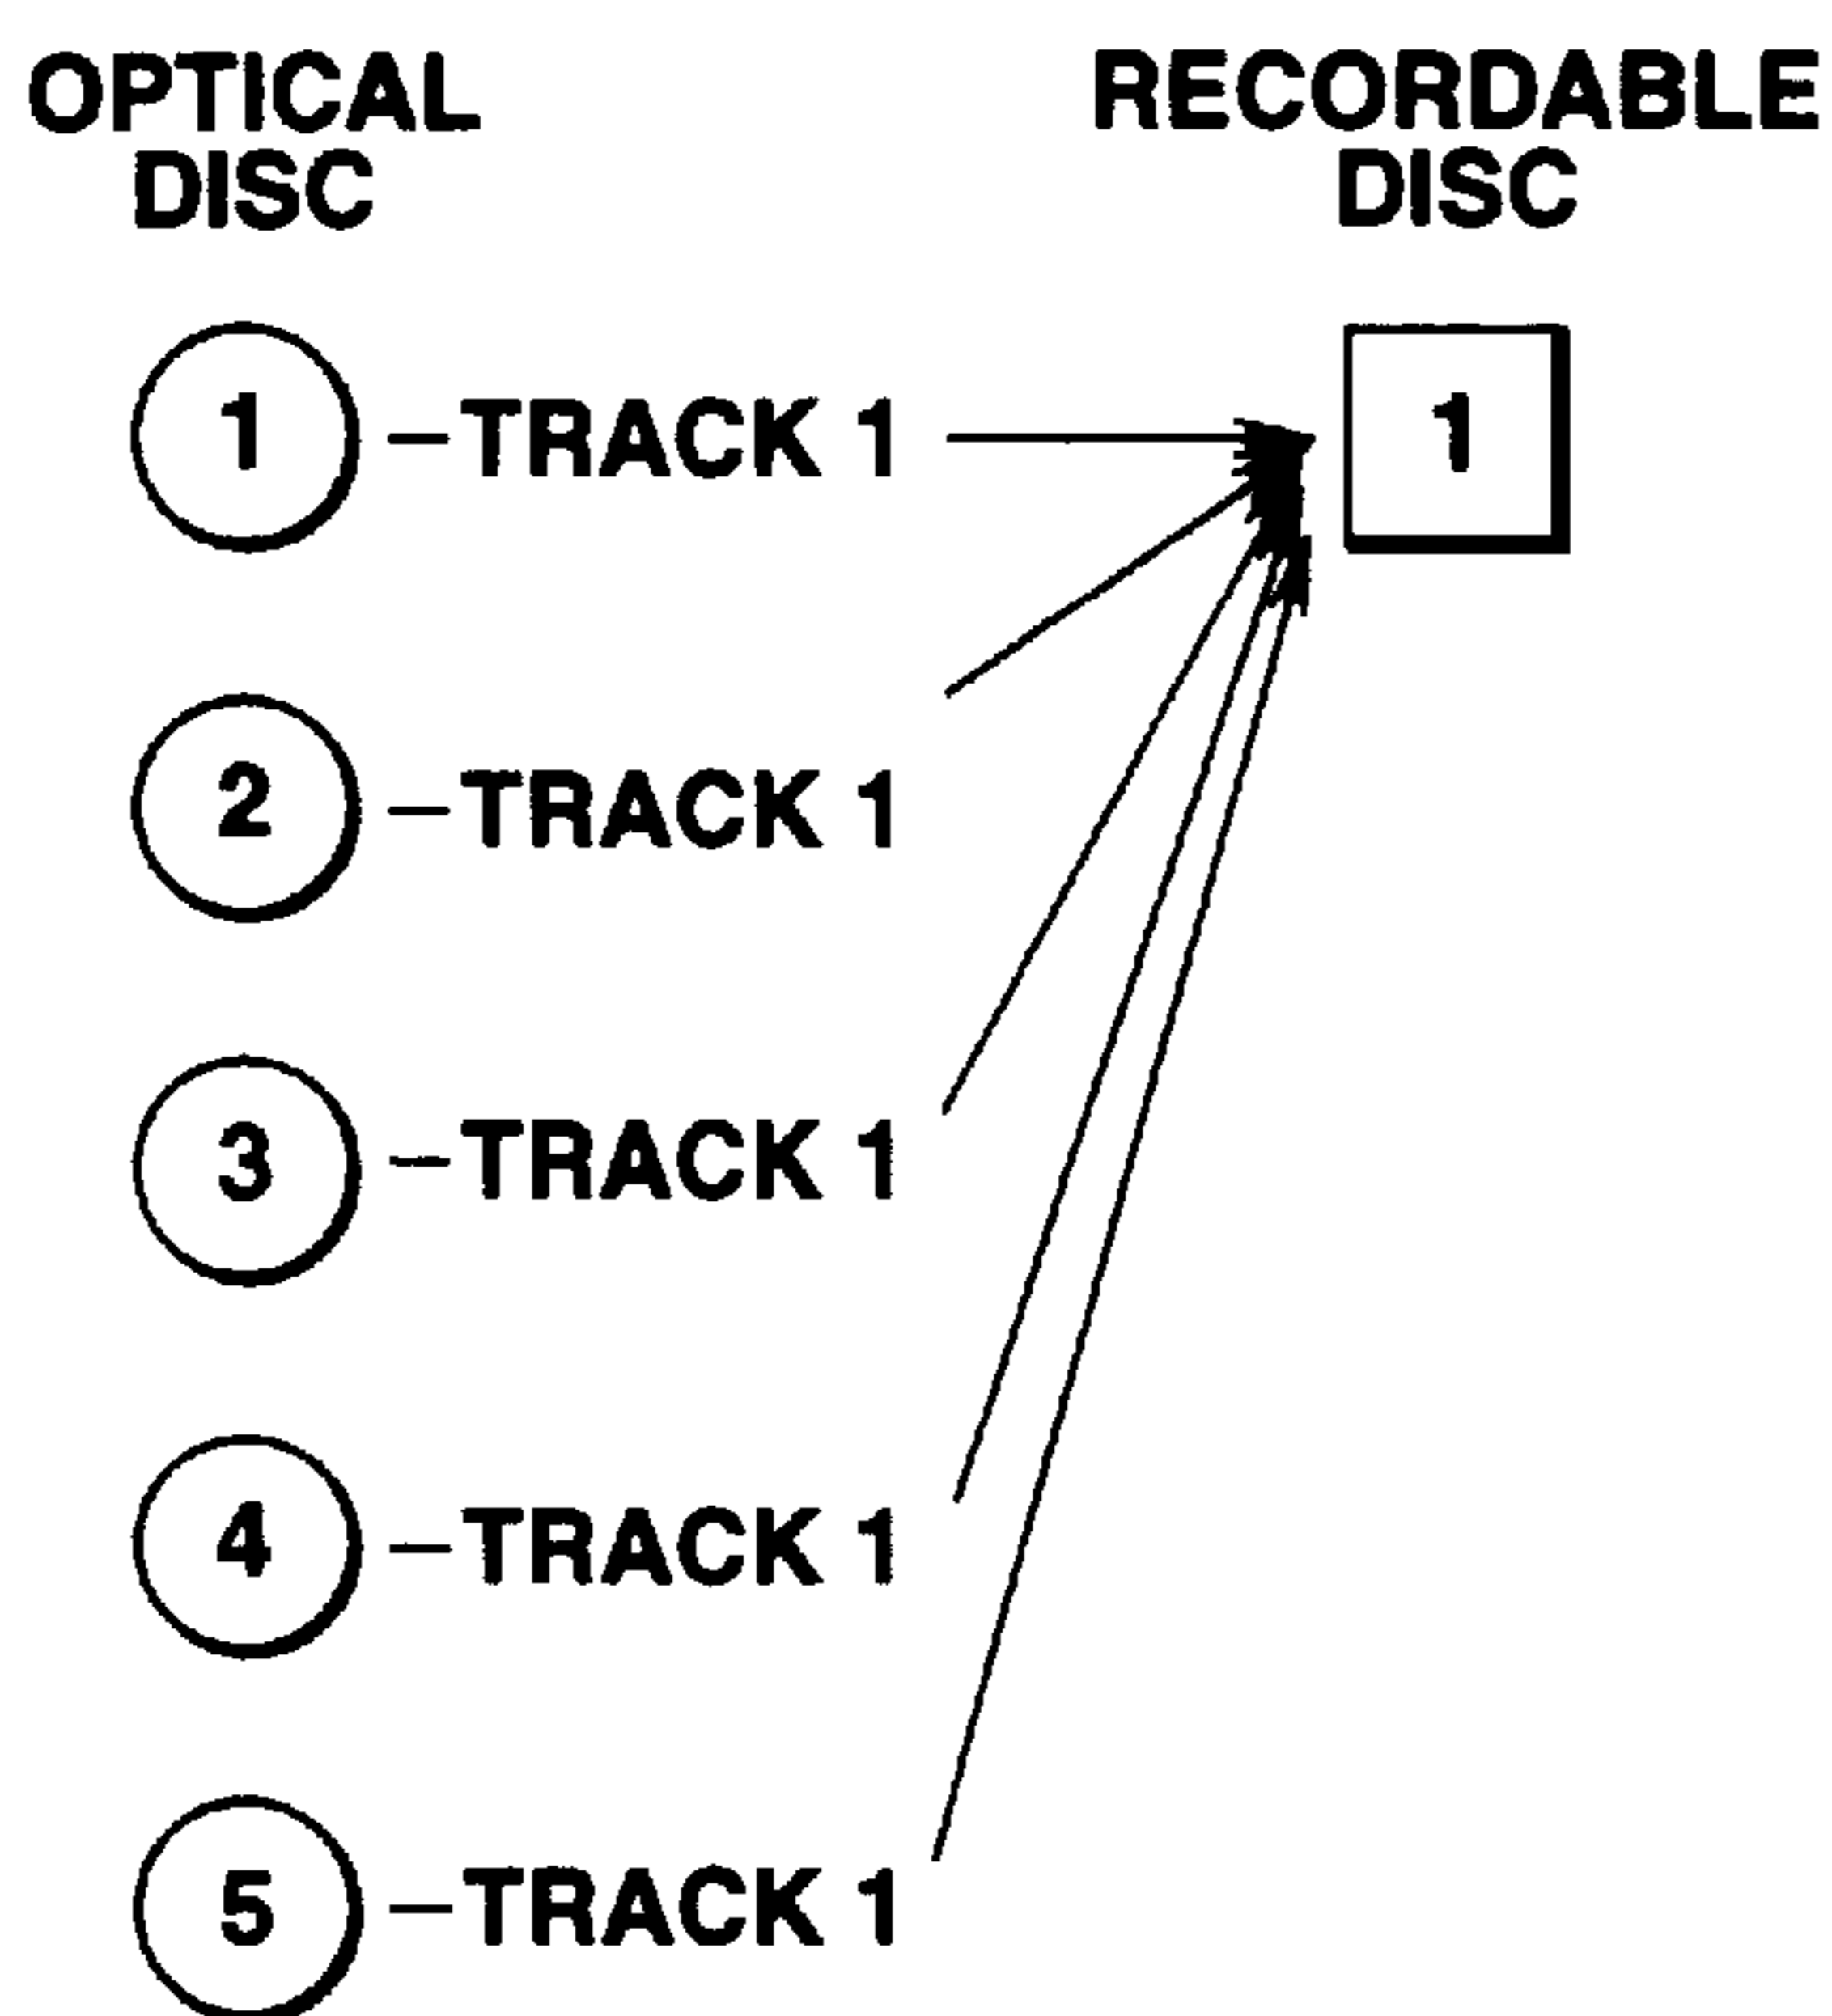 OPTICAL
DISC
RECORDABLE
DISC
1 –TRACK 1
1
2 –TRACK 1
3 –TRACK 1
4 –TRACK 1
5 –TRACK 1